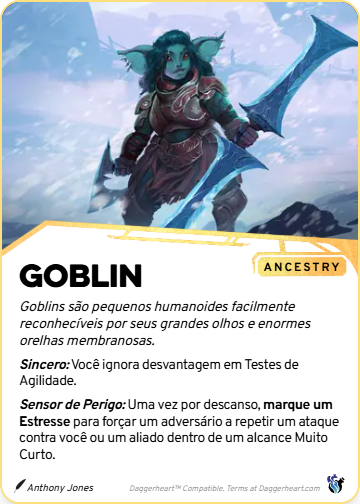 GOBLIN
ANCESTRY
Goblins são pequenos humanoides facilmente
reconhecíveis por seus grandes olhos e enormes
orelhas membranosas.
Sincero: Você ignora desvantagem em Testes de
Agilidade.
Sensor de Perigo: Uma vez por descanso, marque um
Estresse para forçar um adversário a repetir um ataque
contra você ou um aliado dentro de um alcance Muito
Curto.
Anthony Jones
Daggerheart™ Compatible. Terms at Daggerheart.com